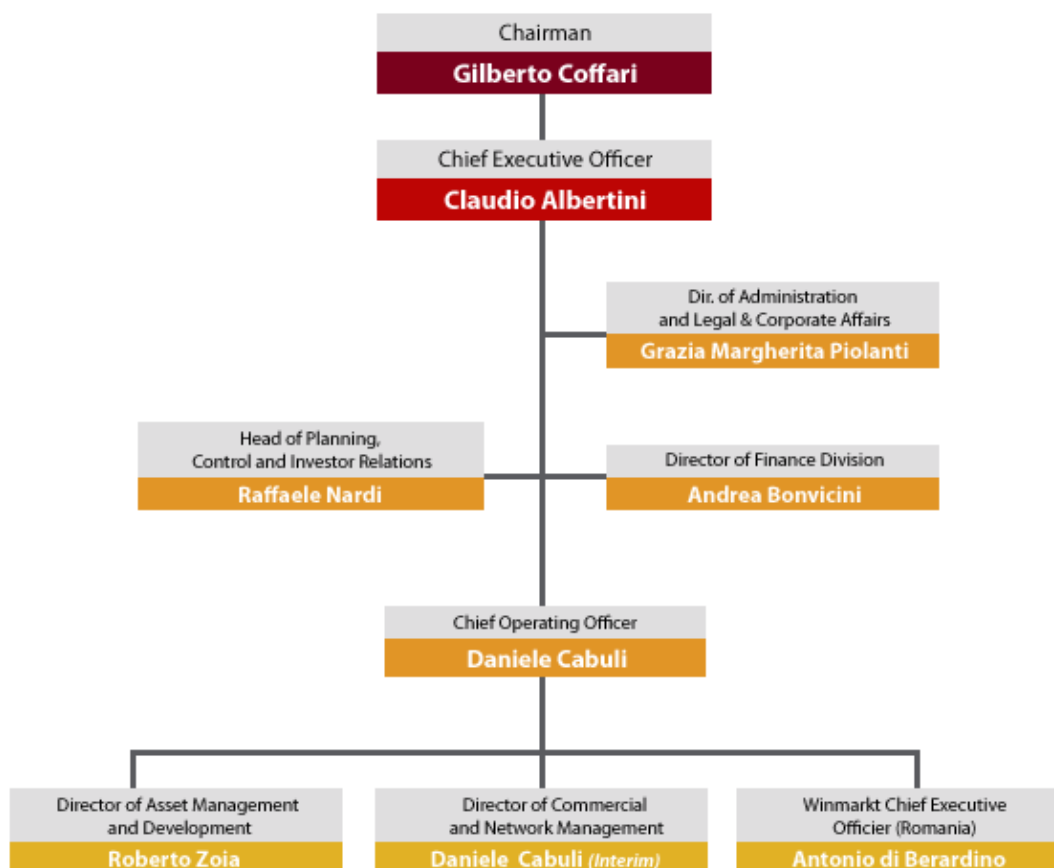 Chairman
Gilberto Coffari
Chief Executive Officer
Claudio Albertini
Dir. of Administration
and Legal & Corporate Affairs
Grazia Margherita Piolanti
Head of Planning,
Control and Investor Relations
Raffaele Nardi
Director of Finance Division
Andrea Bonvicini
Chief Operating Officer
Daniele Cabuli
Director of Asset Management
and Development
Roberto Zoia
Director of Commercial
and Network Management
Daniele Cabuli (Interim)
Winmarkt Chief Executive
Officier (Romania)
Antonio di Berardino